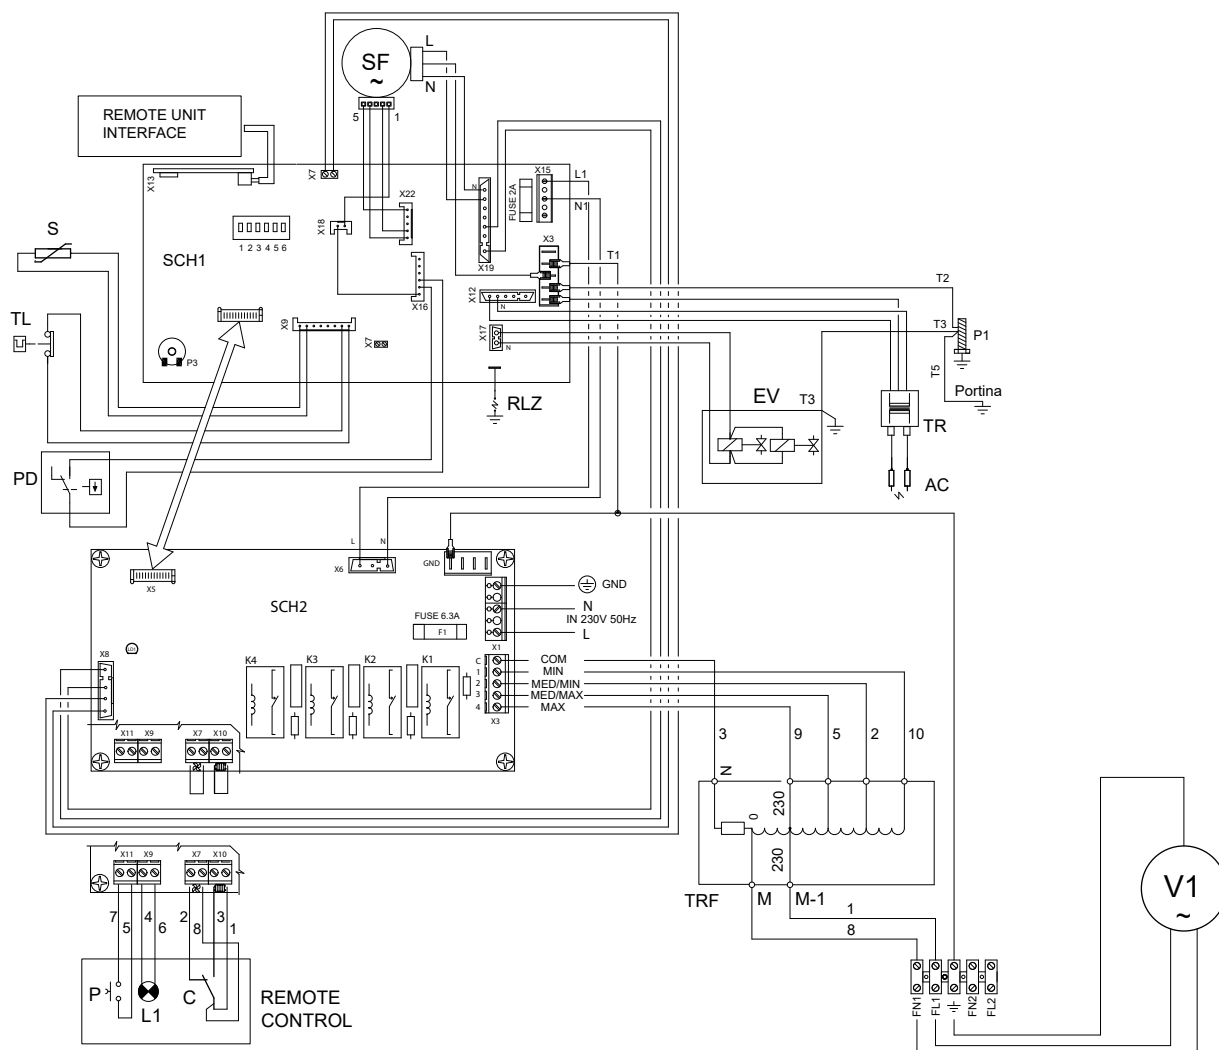 L
SF
~
N
5
1
REMOTE UNIT
INTERFACE
X13
X7
X15
L1
N1
FUSE 2A
N
X22
X18
S
1 2 3 4 5 6
SCH1
X3
T1
X19
X12
X16
T2
TL
X9
X7
X17
N
T3
P1
P3
T5
RLZ
EV
T3
Portina
TR
PD
AC
L
N
X6
GND
X5
SCH2
GND
N
IN 230V 50Hz
L
FUSE 6.3A
F1
LD1
X1
X8
K4
K3
K2
K1
C
COM
1
MIN
2
MED/MIN
3
MED/MAX
4
MAX
X3
X11
X9
X7
X10
3
9
5
2
10
N
0
230
230
X11
X9
X7
X10
V1
~
TRF
M
M-1
1
8
7
5
4
6
2
8
3
1
P
L1
C
REMOTE
CONTROL
FN1
FL1
FN2
FL2